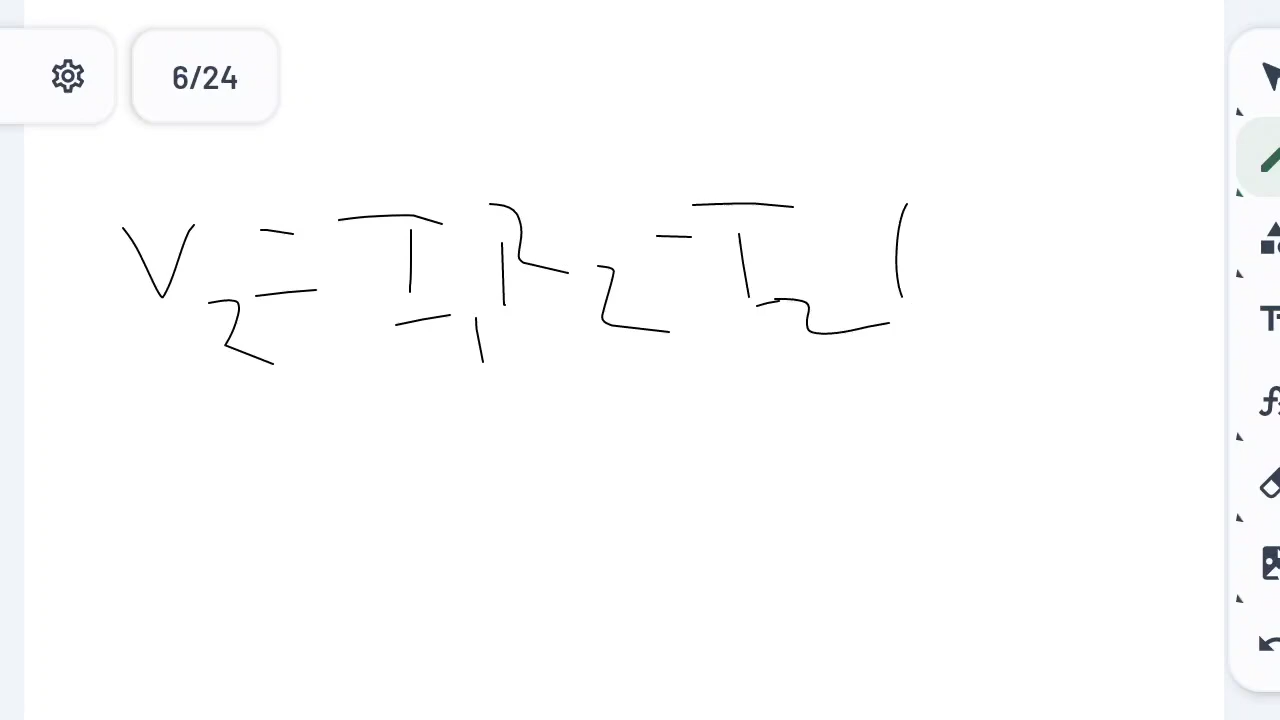 6/24
V₂ = I₁R₂ - I₂(